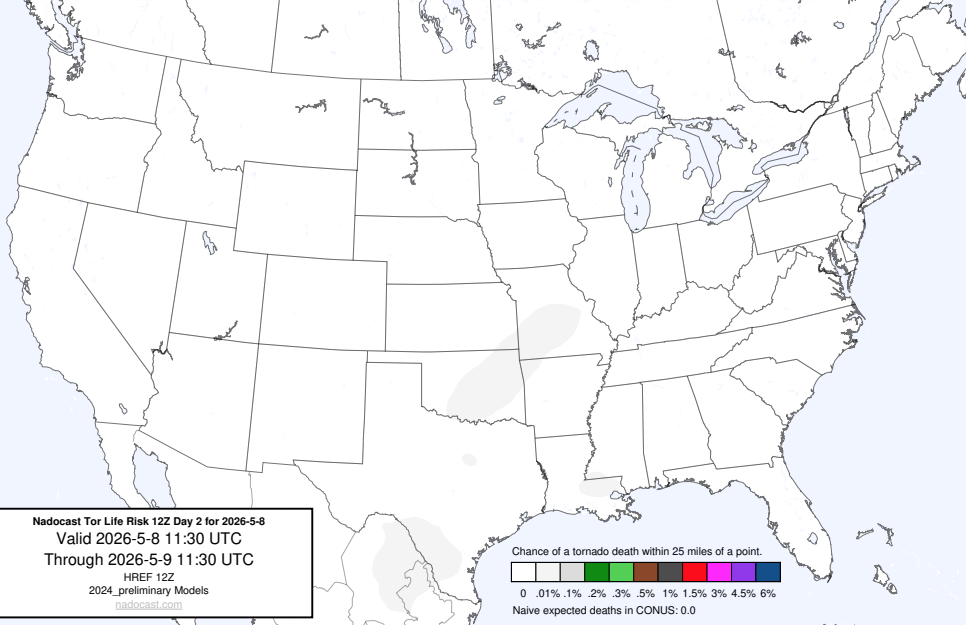 Nadocast Tor Life Risk 12Z Day 2 for 2026-5-8
Valid 2026-5-8 11:30 UTC
Through 2026-5-9 11:30 UTC
HREF 12Z
2024_preliminary Models
nadocast.com
Chance of a tornado death within 25 miles of a point.
0 .01% .1% .2% .3% .5% 1% 1.5% 3% 4.5% 6%
Naive expected deaths in CONUS: 0.0